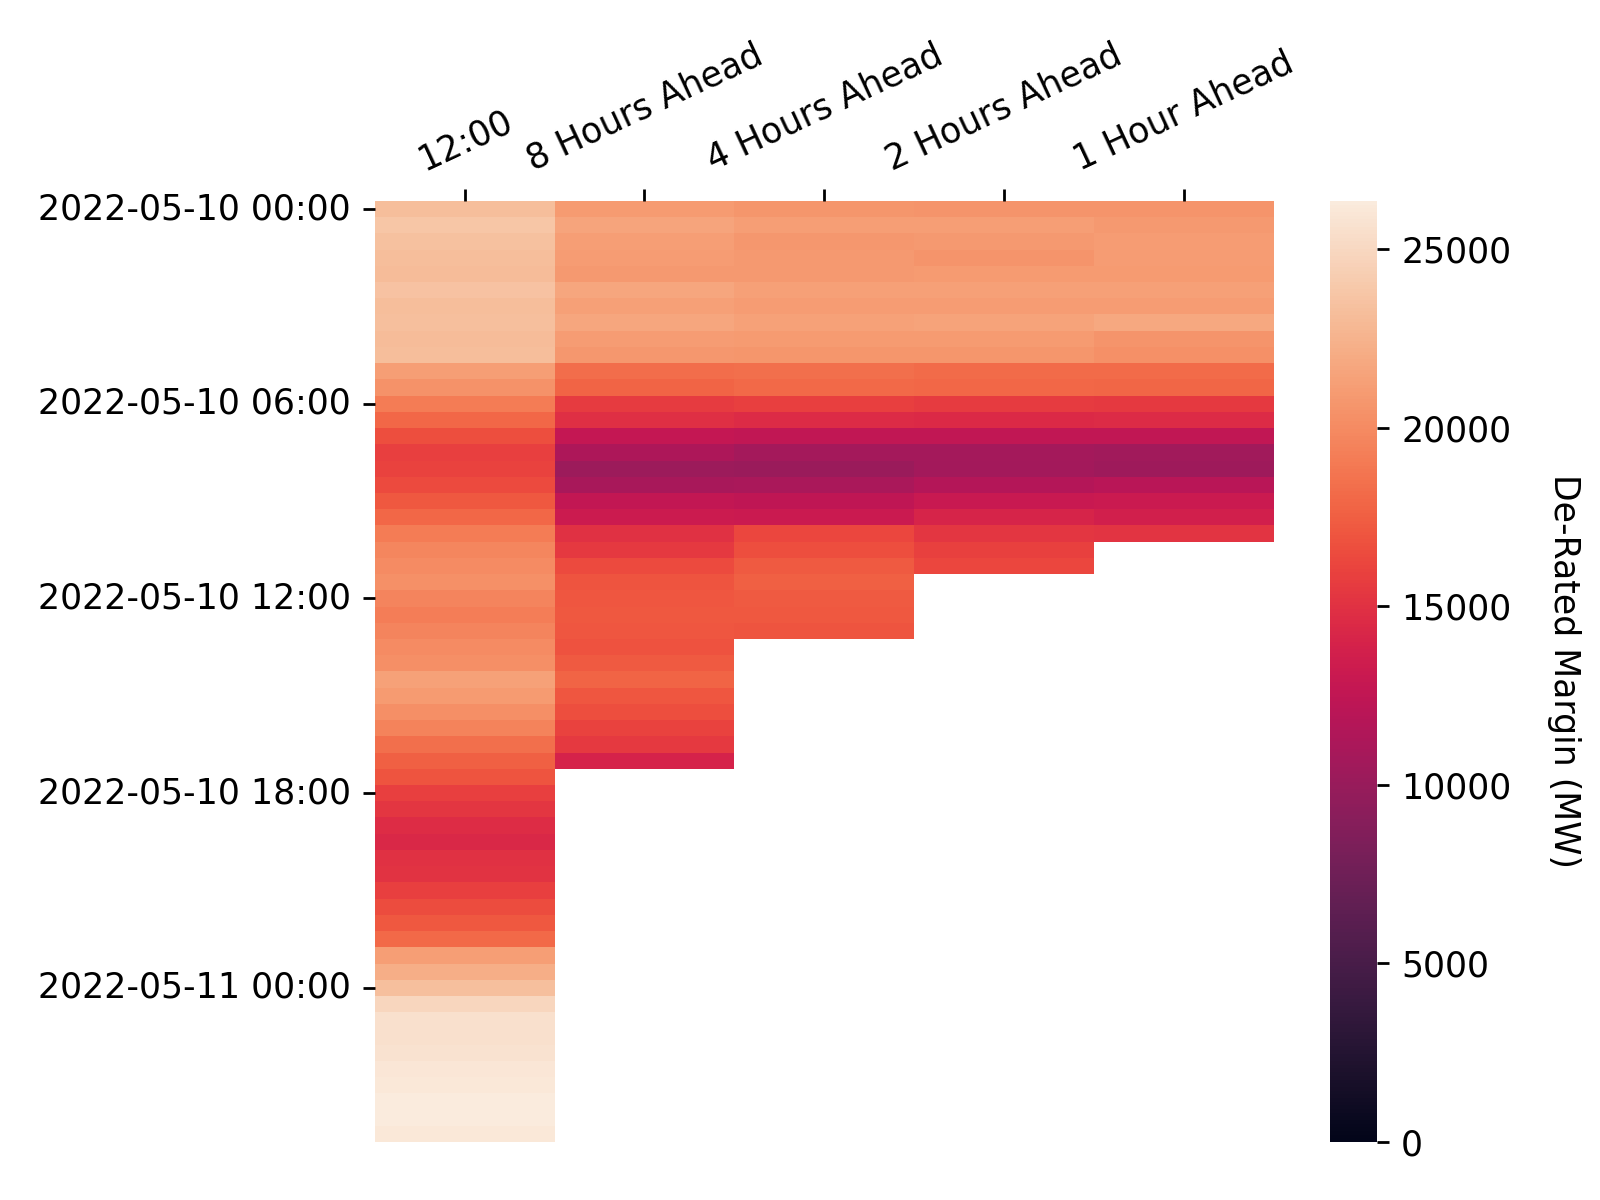 12:00
8 Hours Ahead
4 Hours Ahead
2 Hours Ahead
1 Hour Ahead
2022-05-10 00:00
2022-05-10 06:00
2022-05-10 12:00
2022-05-10 18:00
2022-05-11 00:00
25000
20000
15000
10000
5000
0
De-Rated Margin (MW)